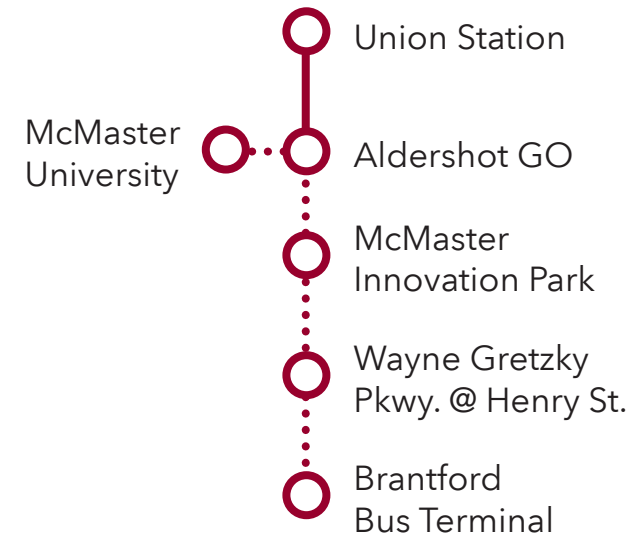 Union Station
McMaster
University
Aldershot GO
McMaster
Innovation Park
Wayne Gretzky
Pkwy. @ Henry St.
Brantford
Bus Terminal